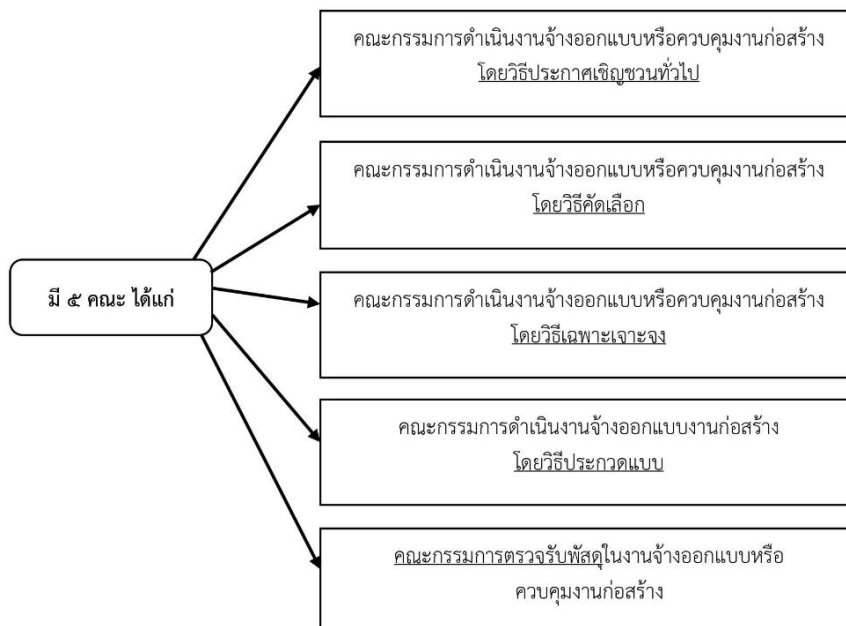 คณะกรรมการดำเนินงานจ้างออกแบบหรือควบคุมงานก่อสร้าง
โดยวิธีประกาศเชิญชวนทั่วไป
คณะกรรมการดำเนินงานจ้างออกแบบหรือควบคุมงานก่อสร้าง
โดยวิธีคัดเลือก
มี ๕ คณะ ได้แก่
คณะกรรมการดำเนินงานจ้างออกแบบหรือควบคุมงานก่อสร้าง
โดยวิธีเฉพาะเจาะจง
คณะกรรมการดำเนินงานจ้างออกแบบงานก่อสร้าง
โดยวิธีประกวดแบบ
คณะกรรมการตรวจรับพัสดุในงานจ้างออกแบบหรือ
ควบคุมงานก่อสร้าง